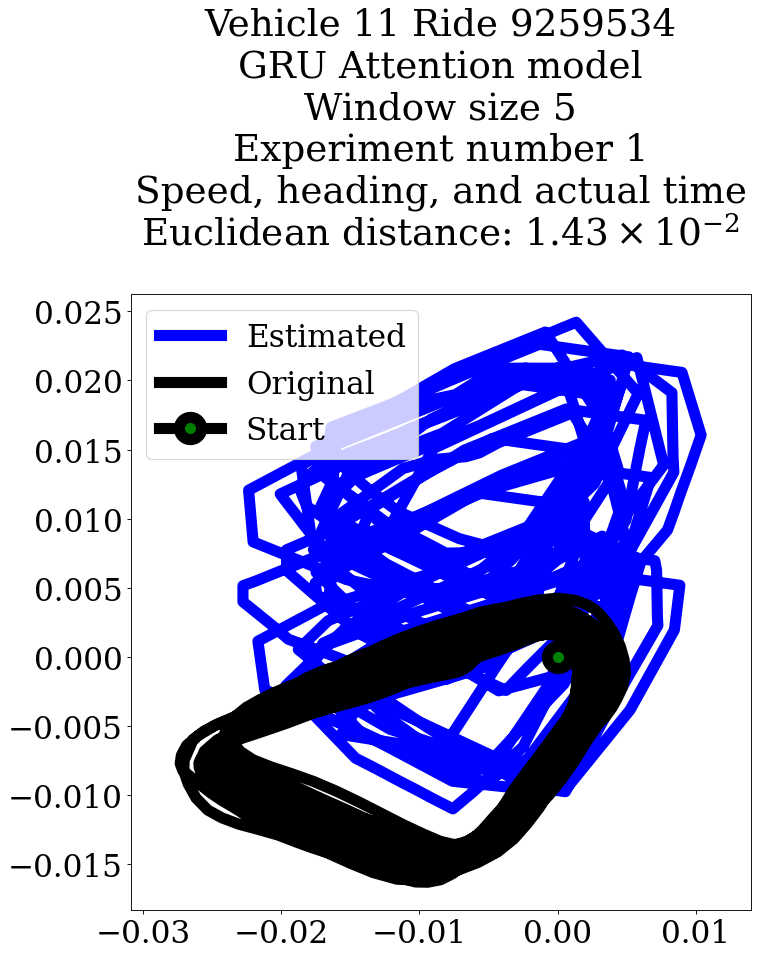 Vehicle 11 Ride 9259534
GRU Attention model
Window size 5
Experiment number 1
Speed, heading, and actual time
Euclidean distance: 1.43 × 10⁻²
Estimated
Original
Start
0.025
0.020
0.015
0.010
0.005
0.000
−0.005
−0.010
−0.015
−0.03 −0.02 −0.01 0.00 0.01